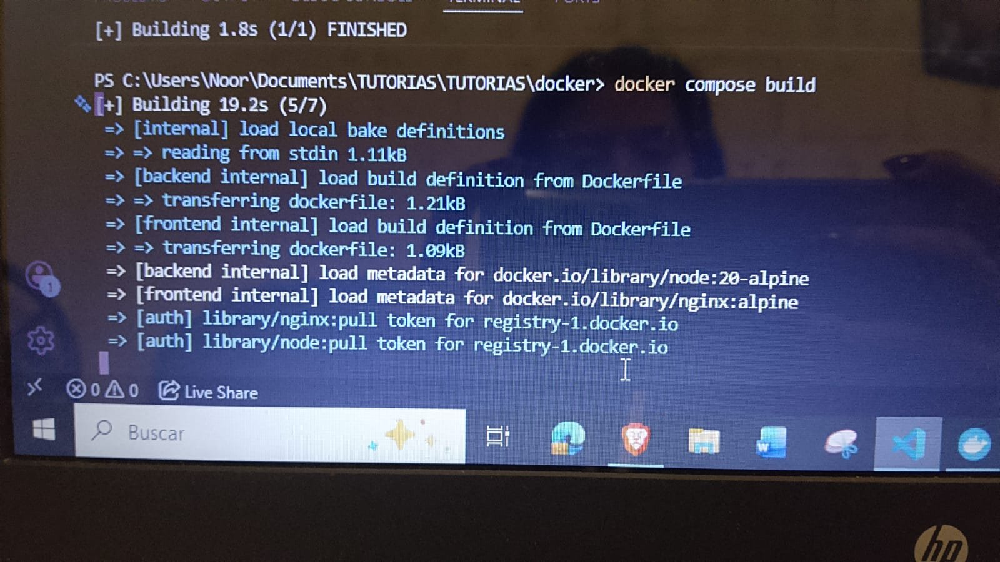 TERMINAL
PORTS
[+] Building 1.8s (1/1) FINISHED
PS C:\Users\Noor\Documents\TUTORIAS\TUTORIAS\docker> docker compose build
[+] Building 19.2s (5/7)
=> [internal] load local bake definitions
=> => reading from stdin 1.11kB
=> [backend internal] load build definition from Dockerfile
=> => transferring dockerfile: 1.21kB
=> [frontend internal] load build definition from Dockerfile
=> => transferring dockerfile: 1.09kB
=> [backend internal] load metadata for docker.io/library/node:20-alpine
=> [frontend internal] load metadata for docker.io/library/nginx:alpine
=> [auth] library/nginx:pull token for registry-1.docker.io
=> [auth] library/node:pull token for registry-1.docker.io
1
0 0 Live Share
Buscar
W
hp